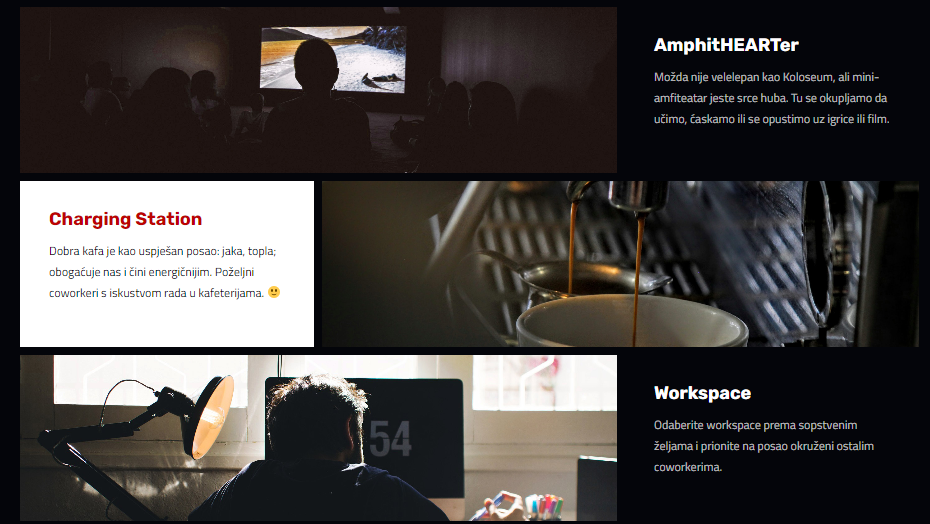 AmphitHEARTer
Možda nije velelepan kao Koloseum, ali mini-
amfiteatar jeste srce huba. Tu se okupljamo da
učimo, ćaskamo ili se opustimo uz igrice ili film.
Charging Station
Dobra kafa je kao uspješan posao: jaka, topla;
obogaćuje nas i čini energičnijim. Poželjni
coworkeri s iskustvom rada u kafeterijama. 🙂
54
Workspace
Odaberite workspace prema sopstvenim
željama i prionite na posao okruženi ostalim
coworkerima.